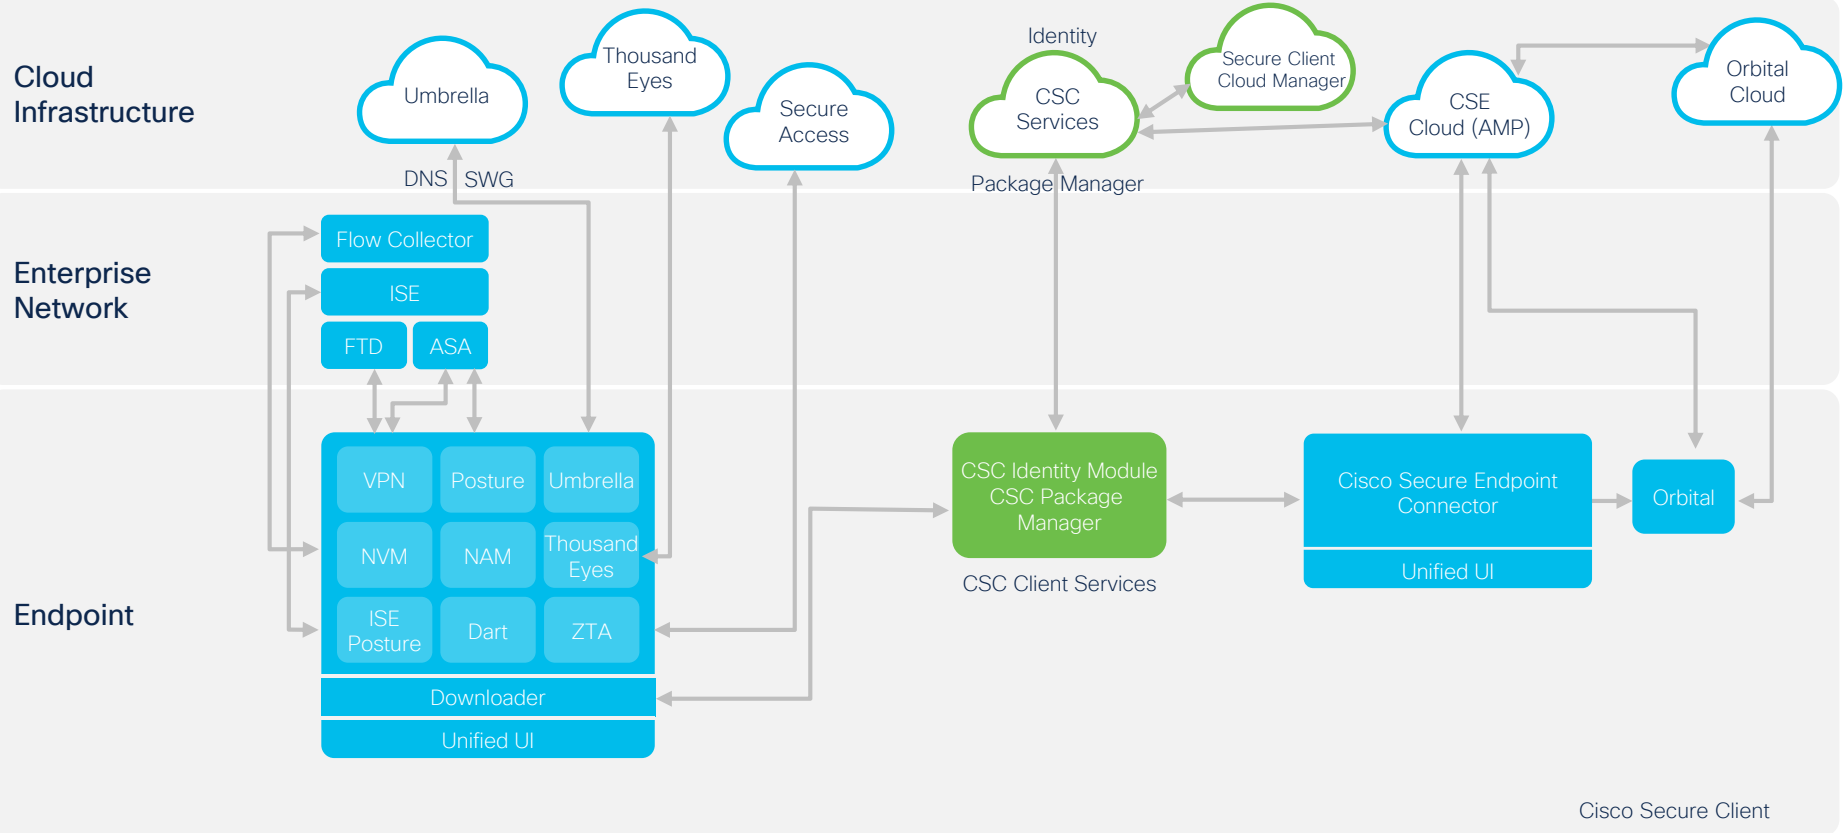 Cloud
Infrastructure
Umbrella
Thousand
Eyes
Secure
Access
Identity
CSC
Services
Secure Client
Cloud Manager
CSE
Cloud (AMP)
Orbital
Cloud
DNS
SWG
Package Manager
Enterprise
Network
Flow Collector
ISE
FTD
ASA
Endpoint
VPN
Posture
Umbrella
NVM
NAM
Thousand
Eyes
ISE
Posture
Dart
ZTA
Downloader
Unified UI
CSC Identity Module
CSC Package
Manager
CSC Client Services
Cisco Secure Endpoint
Connector
Unified UI
Orbital
Cisco Secure Client